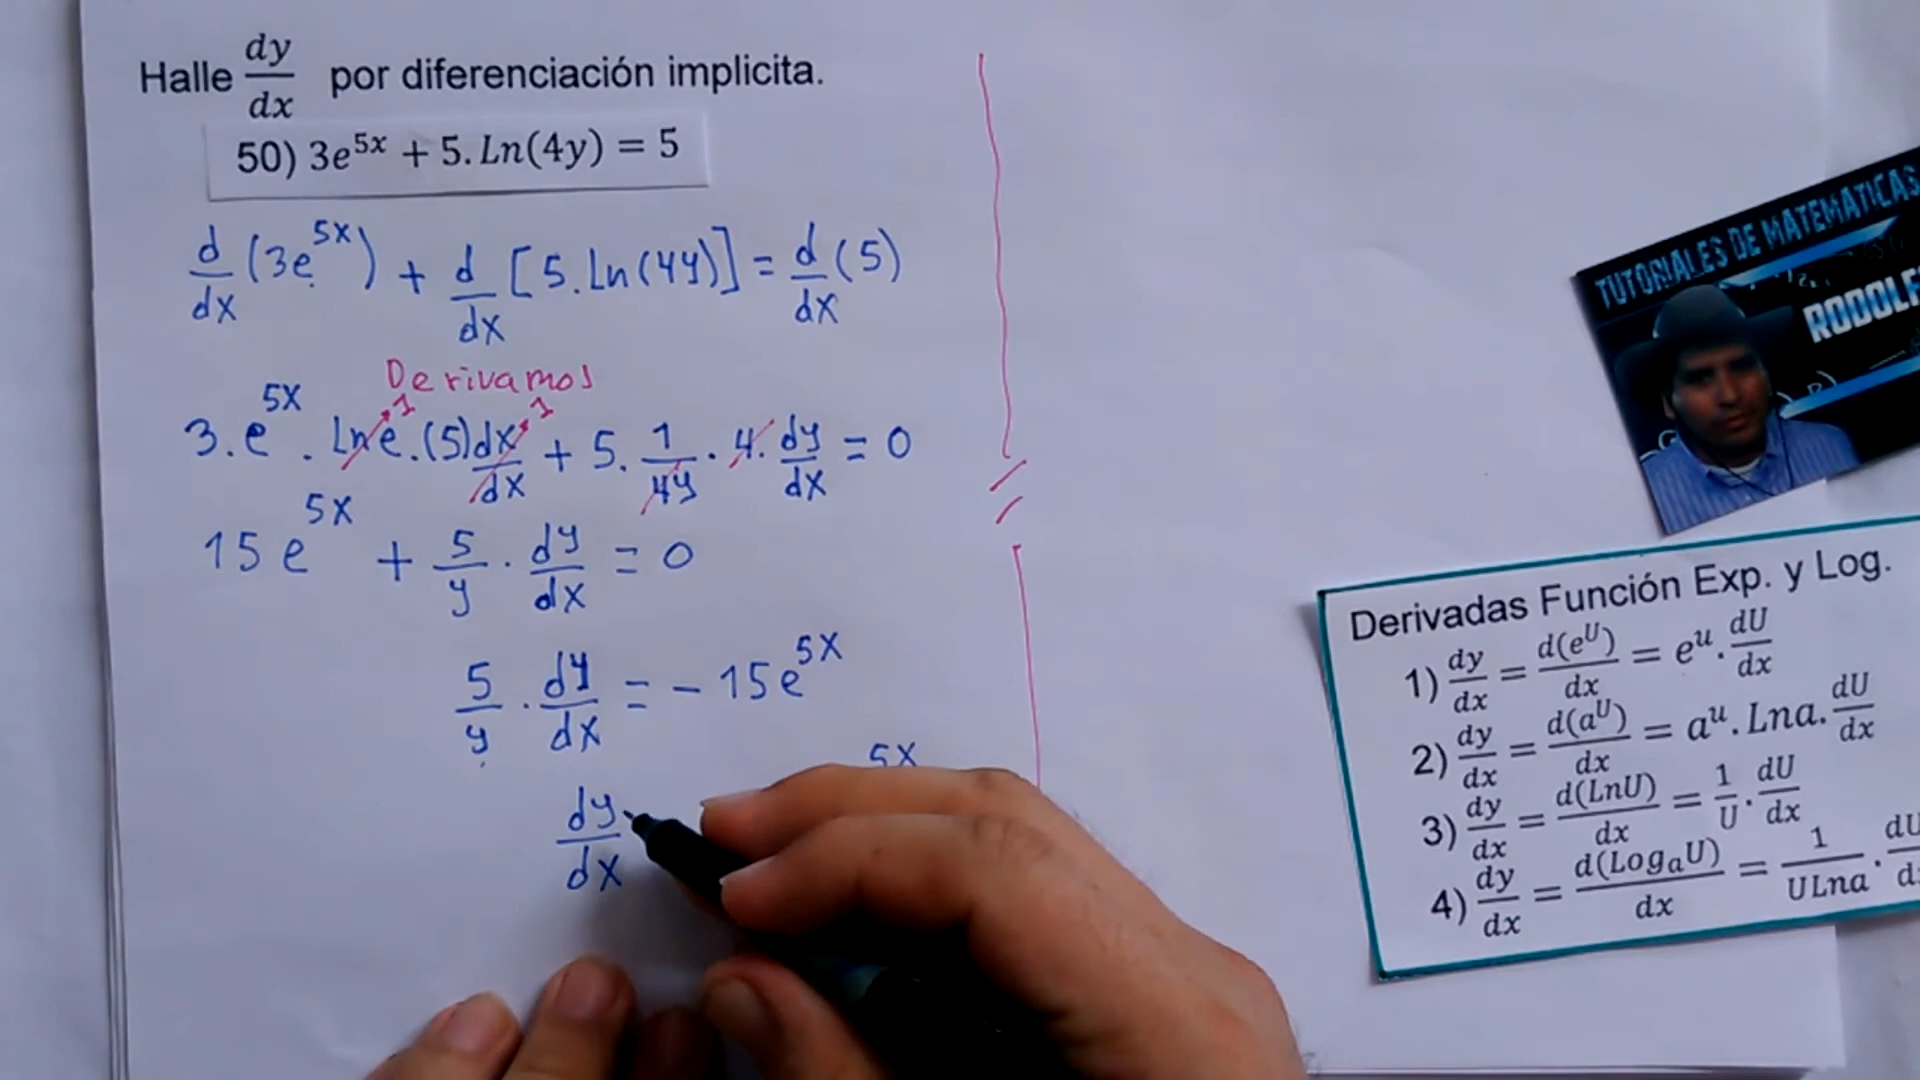 Halle dy/dx por diferenciación implicita.
50) 3e^5x + 5.Ln(4y) = 5
d/dx (3e^5x) + d/dx [5.Ln(4y)] = d/dx (5)
Derivamos
3.e^5x . Lne^1 .(5)dx/dx^1 + 5. 1/4y . 4. dy/dx = 0
15e^5x + 5/y . dy/dx = 0
5/y . dy/dx = - 15e^5x
5x
dy/dx
TUTORIALES DE MATEMATICAS
Derivadas Función Exp. y Log.
1) dy/dx = d(e^U)/dx = e^u . dU/dx
2) dy/dx = d(a^U)/dx = a^u . Lna. dU/dx
3) dy/dx = d(LnU)/dx = 1/U . dU/dx
4) dy/dx = d(Log_a U)/dx = 1/ULna . dU/d